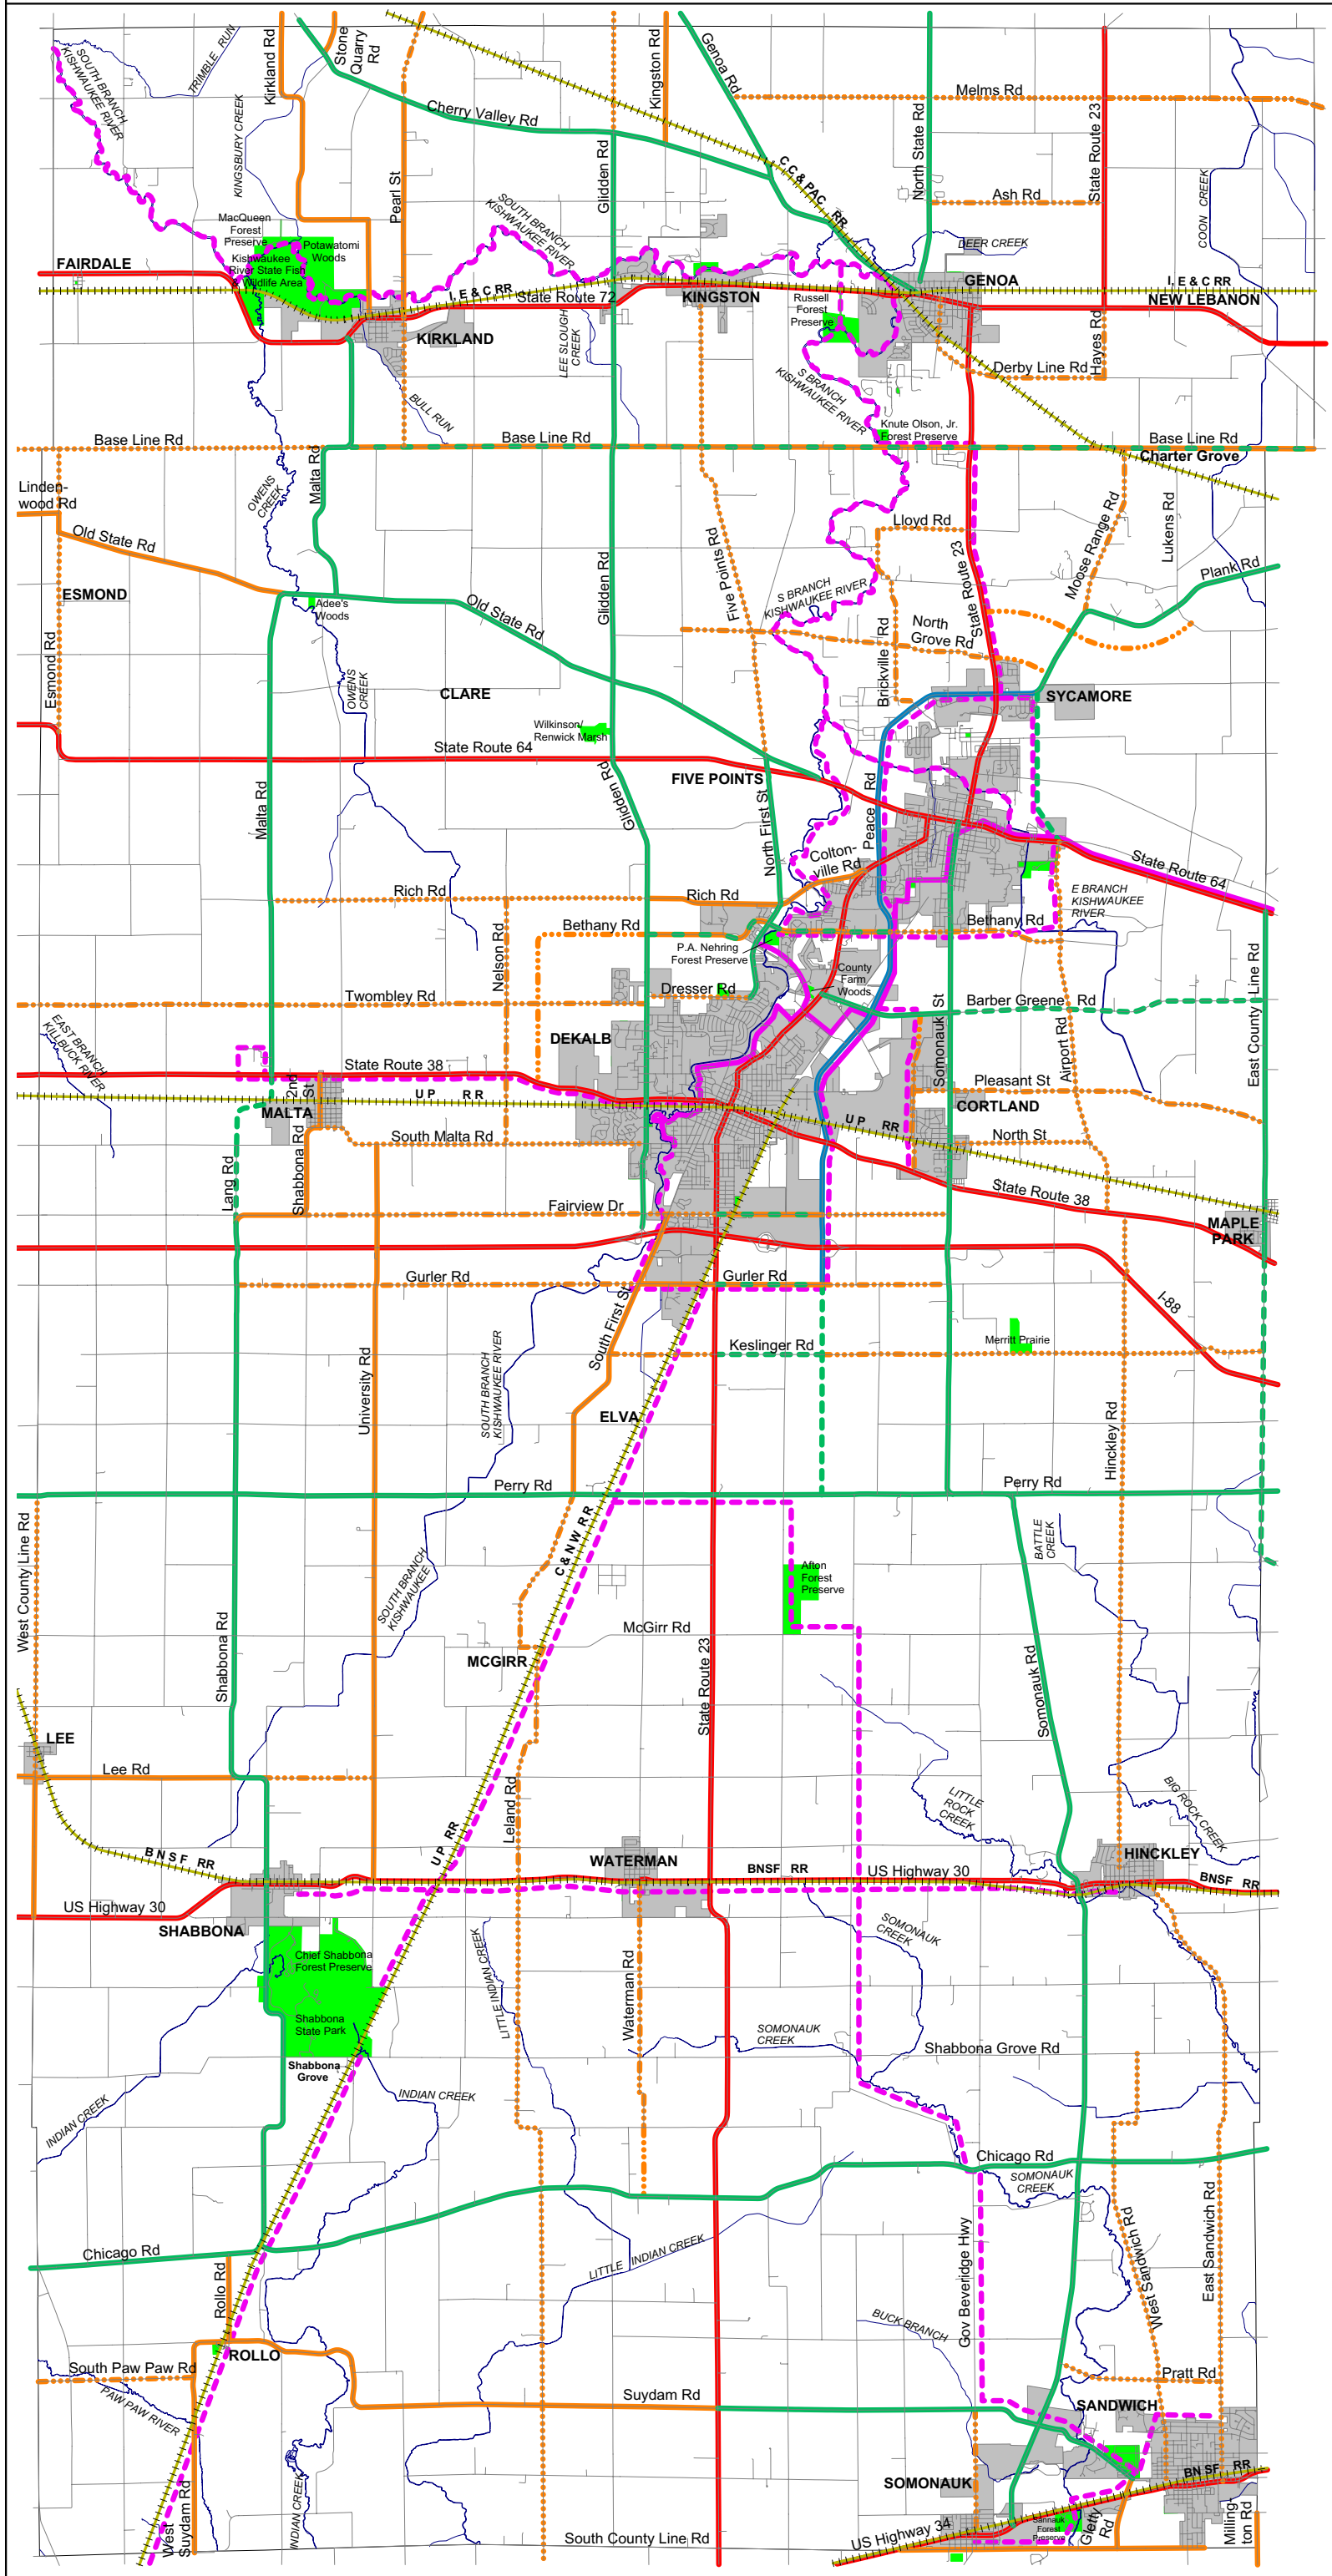 Kirkland Rd
Stone
Quarry
Rd
Kingston Rd
Genoa Rd
North State Rd
State Route 23
Melms Rd
TRIMBLE RUN
SOUTH BRANCH
KISHWAUKEE RIVER
Cherry Valley Rd
KINGSBURY CREEK
Pearl St
Glidden Rd
C C & PAC RR
Ash Rd
COON CREEK
MacQueen
Forest
Preserve
Potawatomi
Woods
SOUTH BRANCH
KISHWAUKEE RIVER
DEER CREEK
FAIRDALE
Kishwaukee
River State Fish
& Wildlife Area
I. E & C RR
State Route 72
KINGSTON
Russell
Forest
Preserve
GENOA
I. E & C RR
NEW LEBANON
KIRKLAND
LEE SLOUGH
CREEK
Hayes Rd
Derby Line Rd
S BRANCH
KISHWAUKEE RIVER
BULL RUN
Knute Olson, Jr.
Forest Preserve
Base Line Rd
Base Line Rd
Base Line Rd
Charter Grove
Linden-
wood Rd
Malta Rd
OWENS
CREEK
Lloyd Rd
Moose Range Rd
Lukens Rd
Old State Rd
Five Points Rd
State Route 23
Plank Rd
Glidden Rd
S BRANCH
KISHWAUKEE RIVER
ESMOND
Adee's
Woods
Old State Rd
Brickville Rd
North
Grove Rd
Esmond Rd
OWENS
CREEK
CLARE
SYCAMORE
Wilkinson/
Renwick Marsh
State Route 64
FIVE POINTS
Malta Rd
Glidden Rd
North First St
Peace Rd
Colton-
ville Rd
State Route 64
Rich Rd
Rich Rd
E BRANCH
KISHWAUKEE
RIVER
Bethany Rd
Bethany Rd
Nelson Rd
P.A. Nehring
Forest Preserve
County
Farm
Woods
East County Line Rd
Dresser Rd
Twombley Rd
Barber Greene Rd
EAST BRANCH
KILLBUCK RIVER
DEKALB
Somonauk St
Airport Rd
State Route 38
2nd
St
Pleasant St
U P RR
MALTA
CORTLAND
U P RR
South Malta Rd
North St
Lang Rd
Shabbona Rd
State Route 38
Fairview Dr
MAPLE
PARK
Gurler Rd
Gurler Rd
I-88
South First St
Merritt Prairie
Keslinger Rd
University Rd
SOUTH BRANCH
KISHWAUKEE RIVER
ELVA
Hinckley Rd
Perry Rd
Perry Rd
West County Line Rd
C & N W RR
BATTLE
CREEK
SOUTH BRANCH
KISHWAUKEE
Afton
Forest
Preserve
McGirr Rd
Shabbona Rd
MCGIRR
State Route 23
Somonauk Rd
LEE
Lee Rd
Leland Rd
LITTLE
ROCK
CREEK
BIG ROCK CREEK
U P RR
B N S F RR
WATERMAN
BNSF RR
US Highway 30
HINCKLEY
BNSF RR
US Highway 30
SHABBONA
SOMONAUK
CREEK
Chief Shabbona
Forest Preserve
LITTLE INDIAN CREEK
Waterman Rd
Shabbona
State Park
SOMONAUK
CREEK
Shabbona Grove Rd
Shabbona
Grove
INDIAN CREEK
INDIAN CREEK
Chicago Rd
SOMONAUK
CREEK
Chicago Rd
LITTLE INDIAN CREEK
Rollo Rd
Gov Beveridge Hwy
West Sandwich Rd
East Sandwich Rd
BUCK BRANCH
ROLLO
South Paw Paw Rd
PAW PAW RIVER
Suydam Rd
Pratt Rd
SANDWICH
SOMONAUK
BN SF RR
West
Suydam Rd
INDIAN CREEK
South County Line Rd
US Highway 34
Sannauk
Forest
Preserve
Gletty
Rd
Milling-
ton Rd